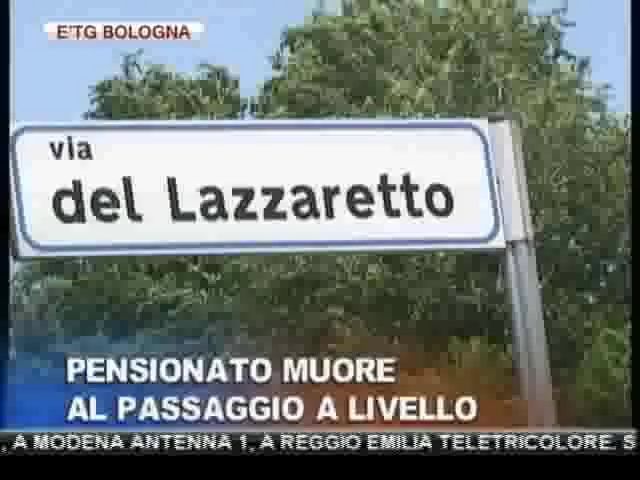 E'TG BOLOGNA
via
del Lazzaretto
PENSIONATO MUORE
AL PASSAGGIO A LIVELLO
, A MODENA ANTENNA 1, A REGGIO EMILIA TELETRICOLORE. S